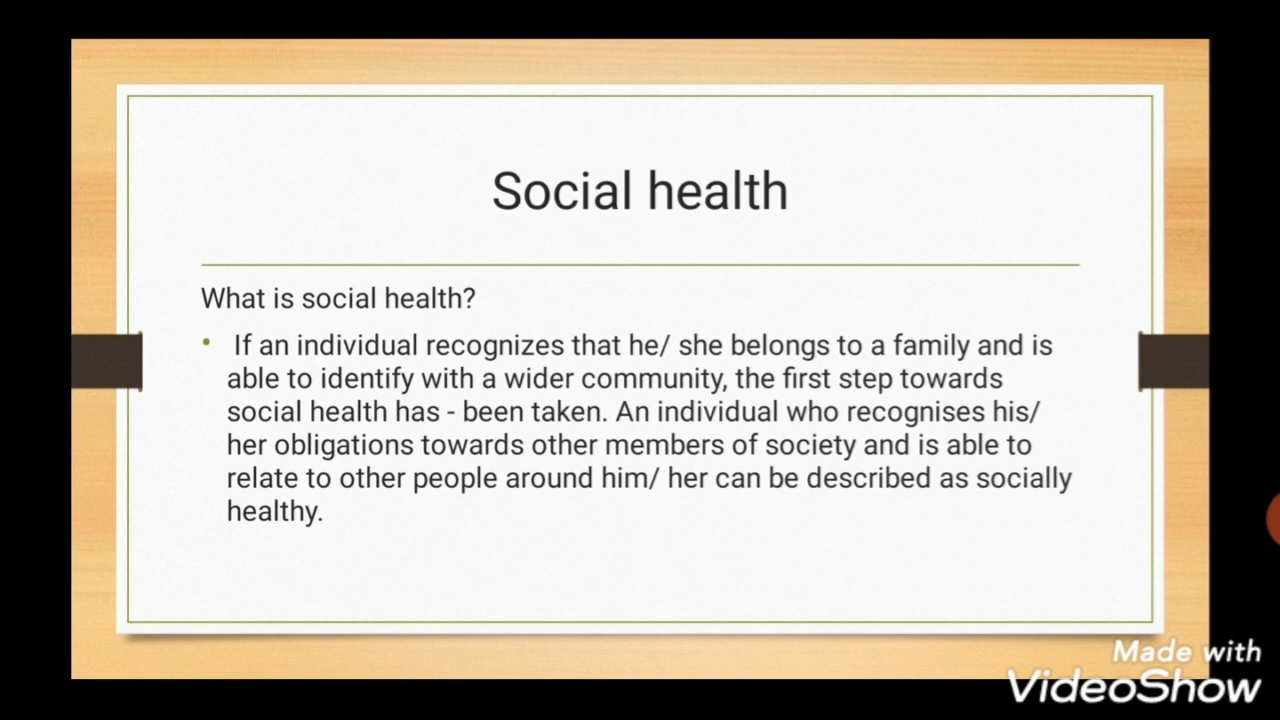 Social health
What is social health?
• If an individual recognizes that he/ she belongs to a family and is
able to identify with a wider community, the first step towards
social health has - been taken. An individual who recognises his/
her obligations towards other members of society and is able to
relate to other people around him/ her can be described as socially
healthy.
Made with
VideoShow